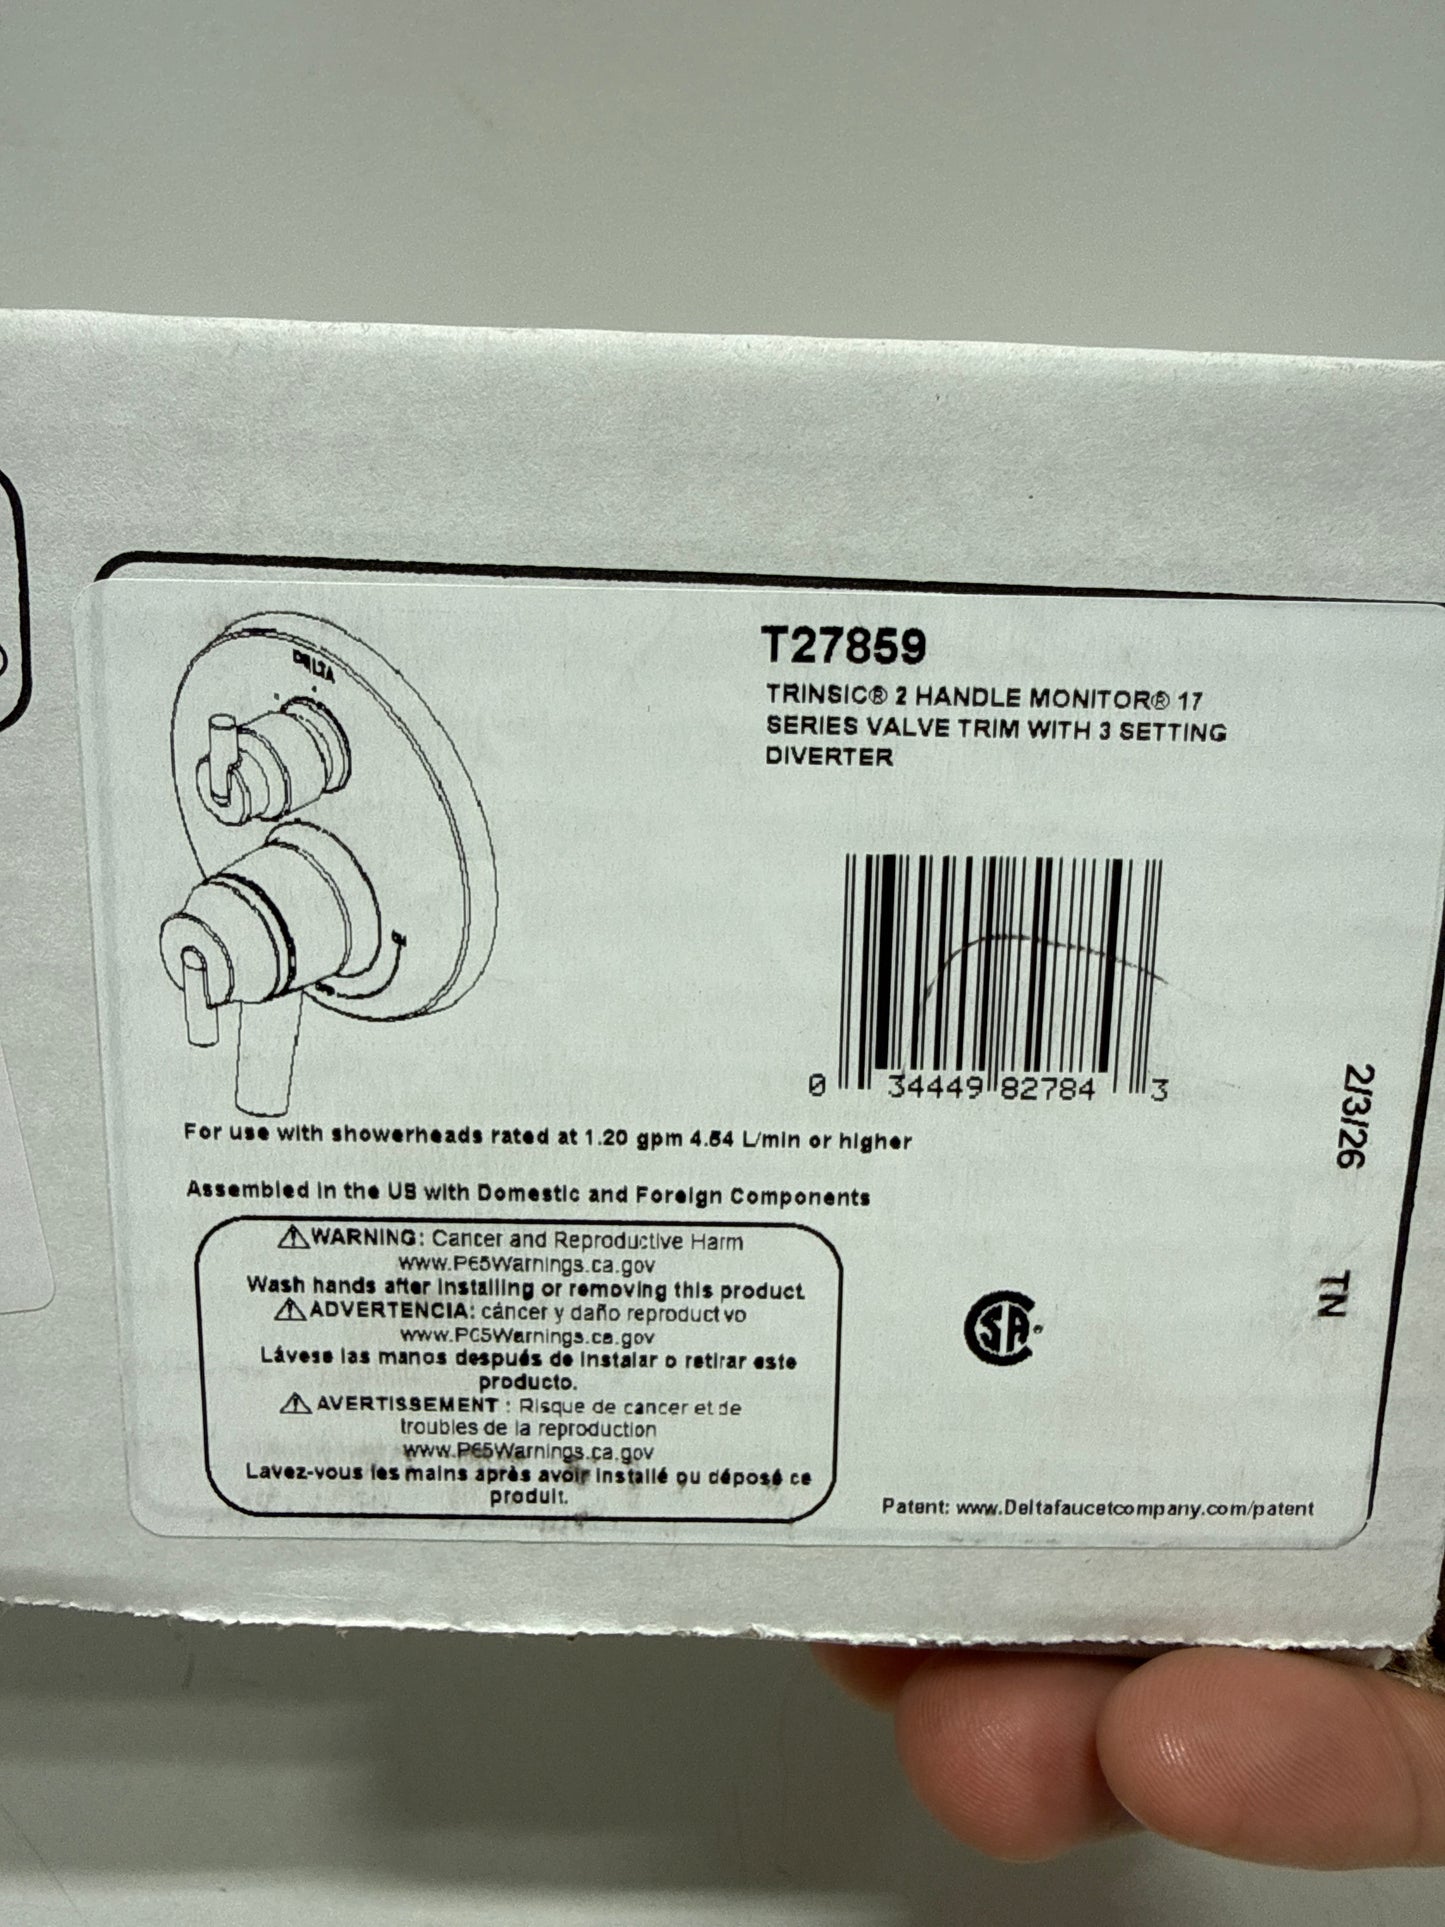 DELTA
T27859
TRINSIC® 2 HANDLE MONITOR® 17
SERIES VALVE TRIM WITH 3 SETTING
DIVERTER
0 34449 82784 3
2/3/26
TN
For use with showerheads rated at 1.20 gpm 4.54 L/min or higher
Assembled in the US with Domestic and Foreign Components
⚠WARNING: Cancer and Reproductive Harm
www.P65Warnings.ca.gov
Wash hands after installing or removing this product.
⚠ADVERTENCIA: cáncer y daño reproductivo
www.P65Warnings.ca.gov
Lávese las manos después de instalar o retirar este
producto.
⚠AVERTISSEMENT : Risque de cancer et de
troubles de la reproduction
www.P65Warnings.ca.gov
Lavez-vous les mains après avoir installé ou déposé ce
produit.
SA®
Patent: www.Deltafaucetcompany.com/patent